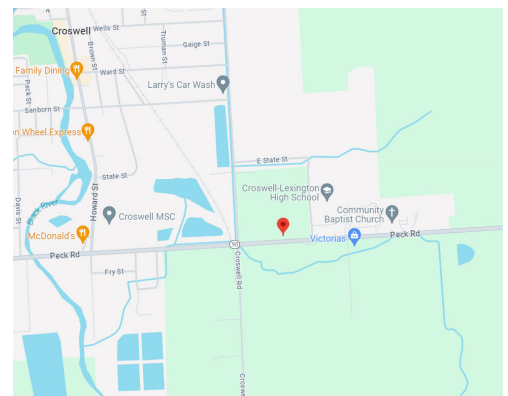 Croswell
Wells St
Gaige St
Truman St
Brown St
Family Dining
Ward St
Larry's Car Wash
Peck St
Sanborn St
on Wheel Express
E State St
State St
Croswell-Lexington
High School
Davis St
Howard St
Black River
Croswell MSC
Community
Baptist Church
McDonald's
Victorias
Peck Rd
90
Peck Rd
Croswell Rd
Fry St
Croswe